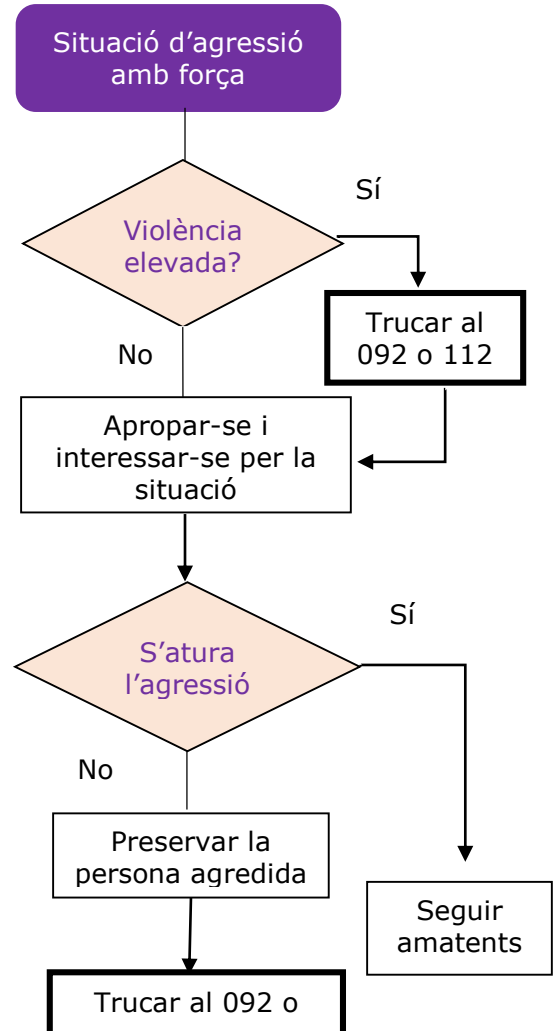 Situació d’agressió
amb força
Sí
Violència
elevada?
Trucar al
092 o 112
No
Apropar-se i
interessar-se per la
situació
Sí
S’atura
l’agressió
No
Preservar la
persona agredida
Seguir
amatents
Trucar al 092 o